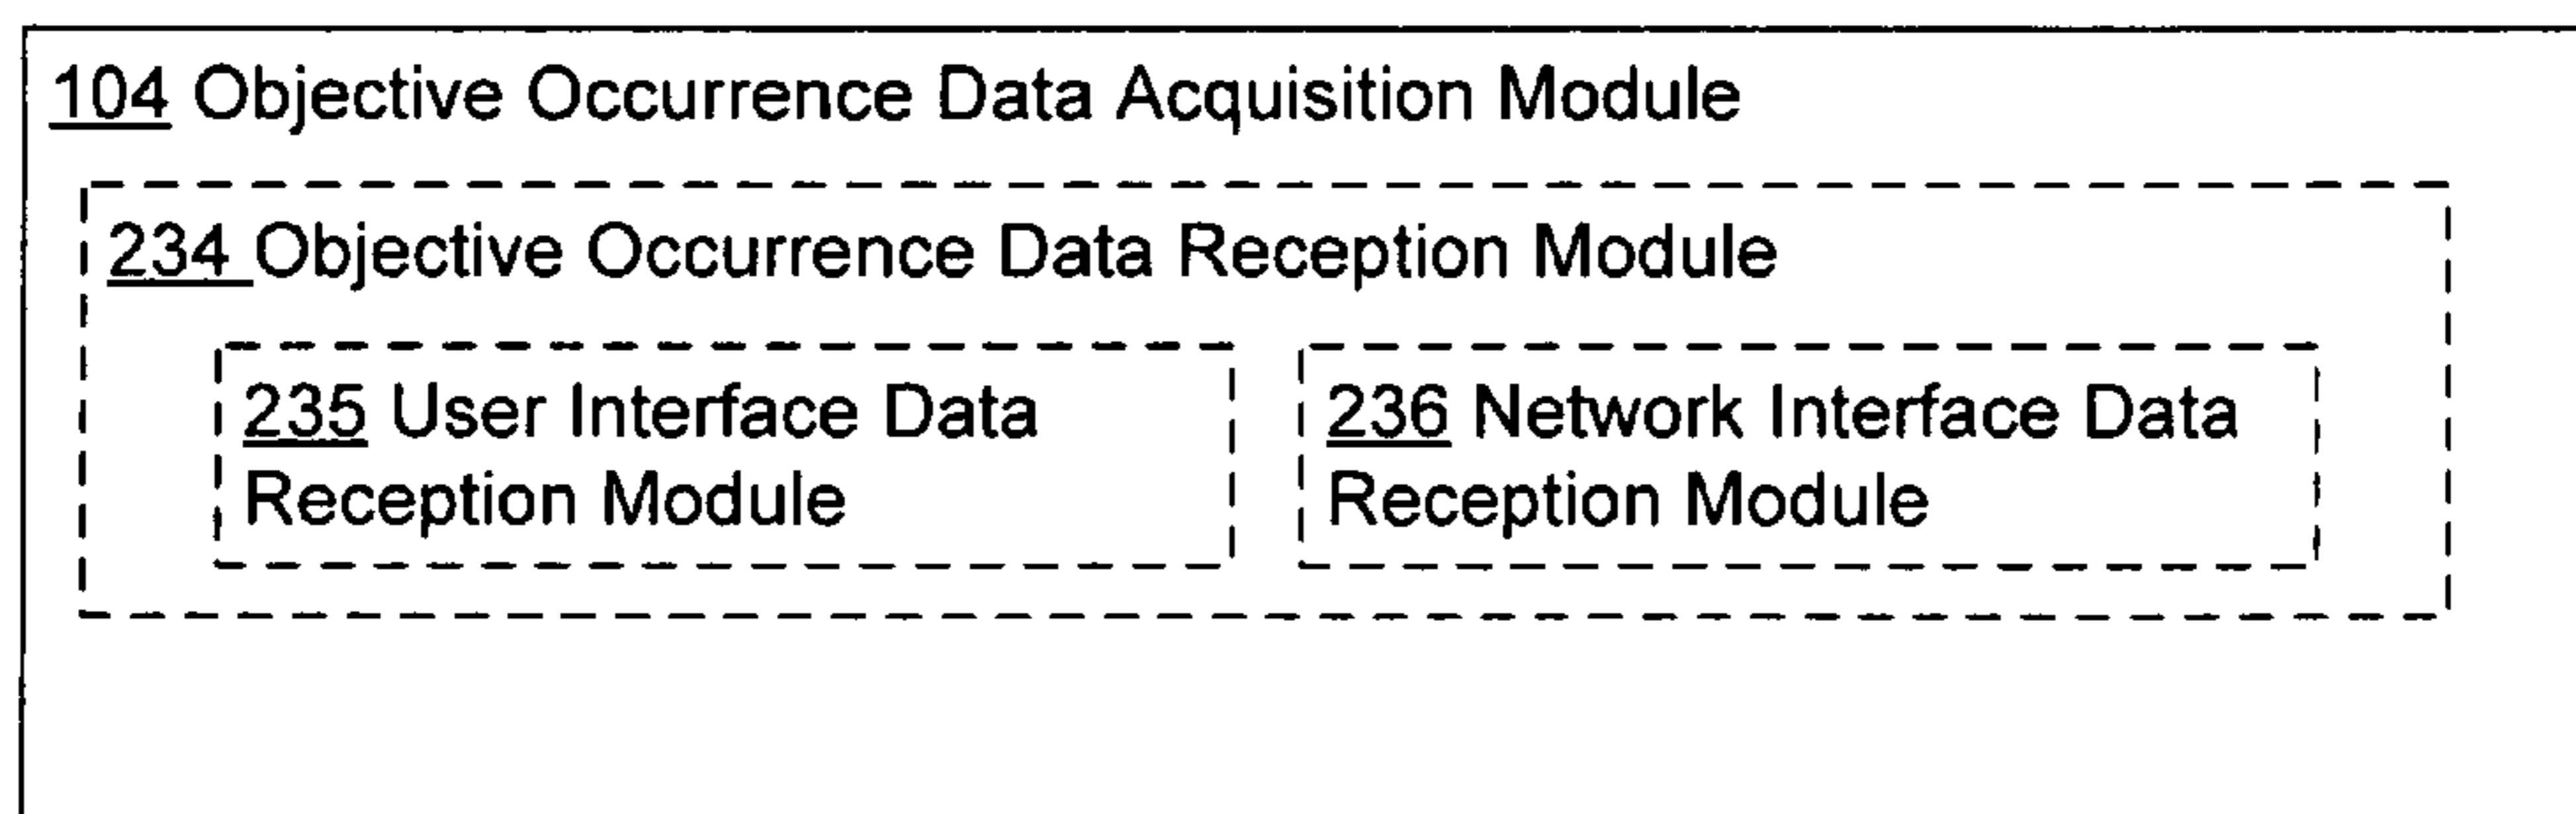 104 Objective Occurrence Data Acquisition Module
234 Objective Occurrence Data Reception Module
235 User Interface Data
Reception Module
236 Network Interface Data
Reception Module